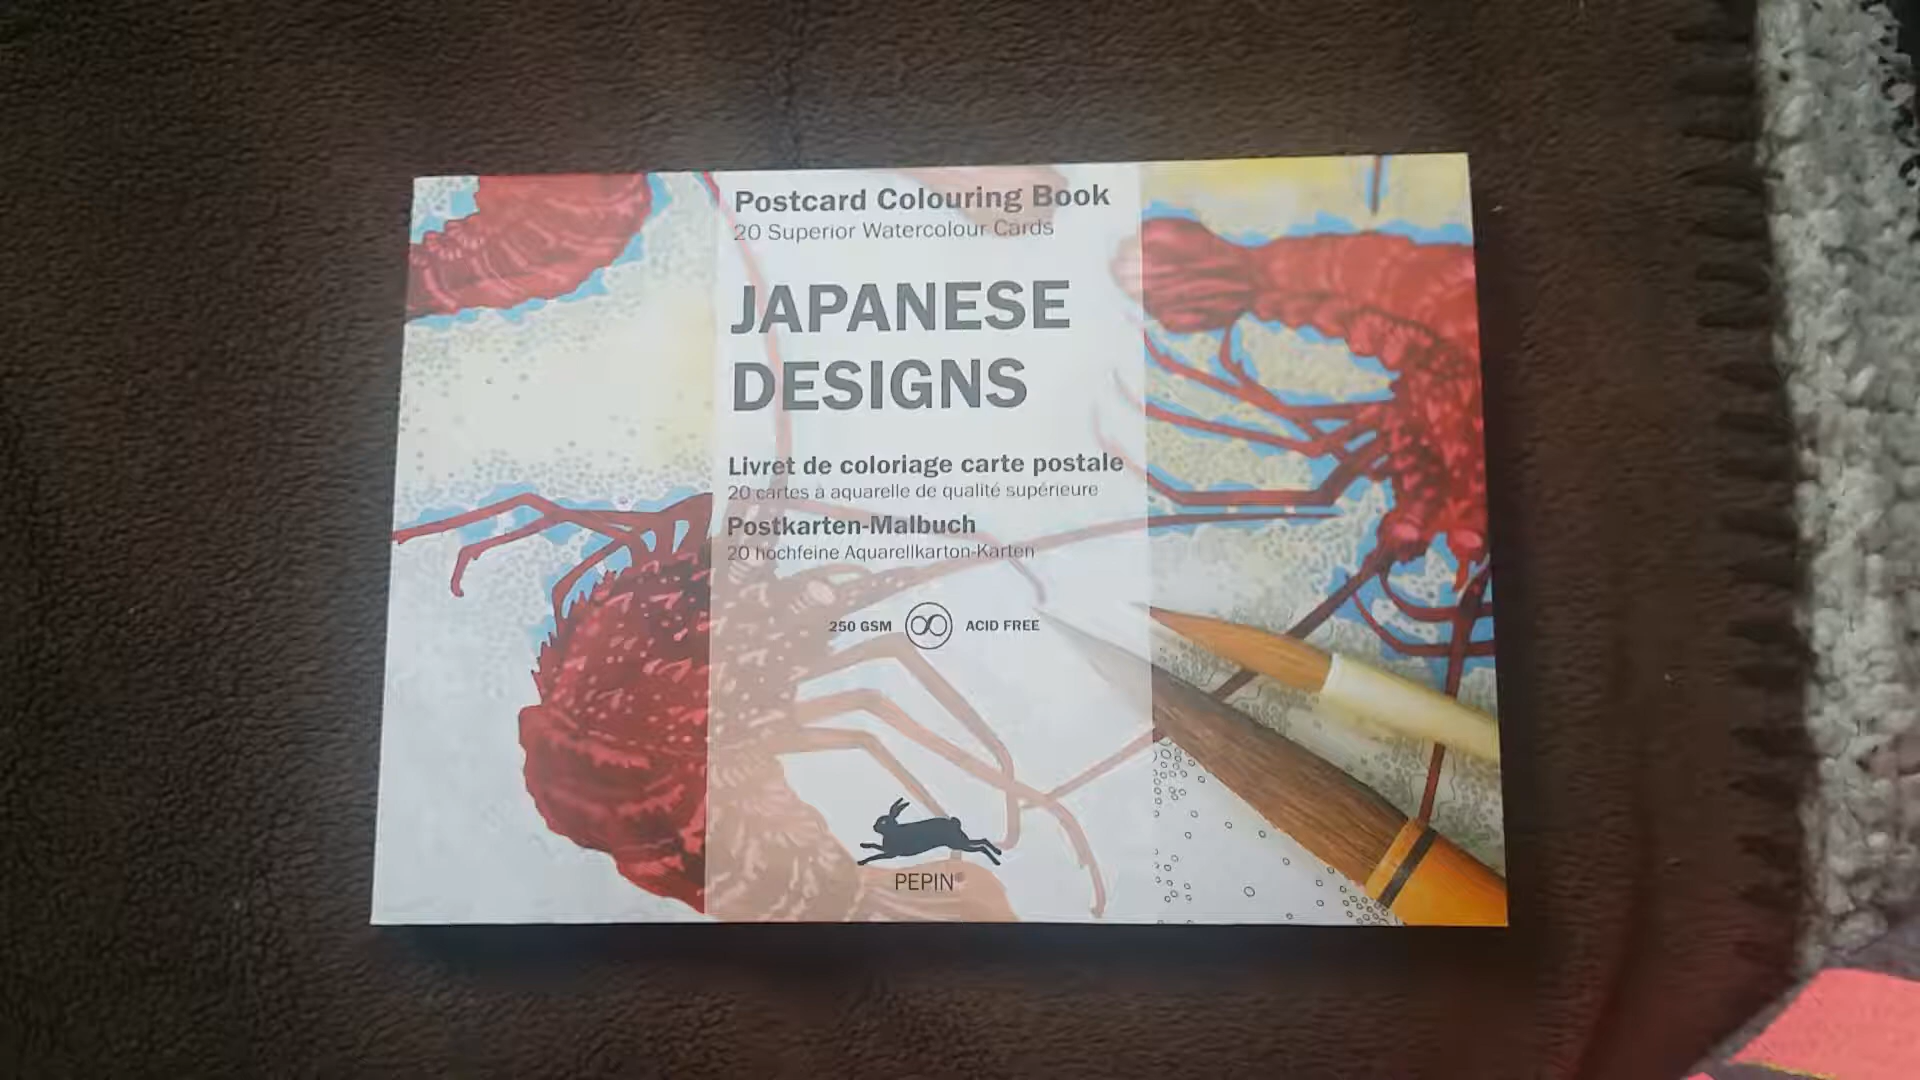 Postcard Colouring Book
20 Superior Watercolour Cards
JAPANESE
DESIGNS
Livret de coloriage carte postale
20 cartes à aquarelle de qualité supérieure
Postkarten-Malbuch
20 hochfeine Aquarellkarton-Karten
250 GSM ACID FREE
PEPIN®